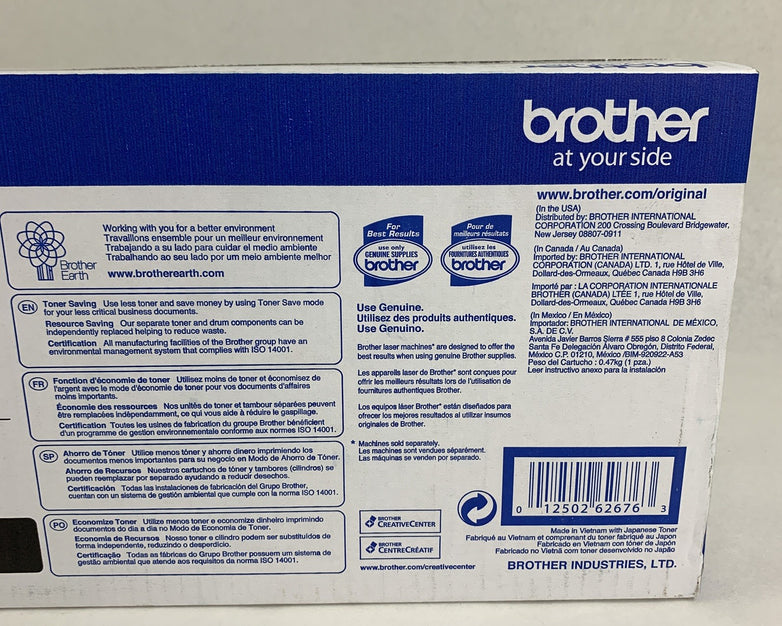 brother
brother
at your side
Brother
Earth
Working with you for a better environment
Travaillons ensemble pour un meilleur environnement
Trabajando a su lado para cuidar el medio ambiente
Trabalhando ao seu lado por um meio ambiente melhor
www.brotherearth.com
EN
Toner Saving Use less toner and save money by using Toner Save mode
for your less critical business documents.
Resource Saving Our separate toner and drum components can be
independently replaced helping to reduce waste.
Certification All manufacturing facilities of the Brother group have an
environmental management system that complies with ISO 14001.
FR
Fonction d'économie de toner Utilisez moins de toner et économisez de
l'argent avec le mode d'économie de toner pour vos documents d'affaires
moins importants.
Économie des ressources Nos unités de toner et tambour séparées peuvent
être remplacées indépendamment, ce qui vous aide à réduire le gaspillage.
Certification Toutes les usines de fabrication du groupe Brother bénéficient
d'un programme de gestion environnementale conforme aux normes ISO 14001.
SP
Ahorro de Tóner Utilice menos tóner y ahorro dinero imprimiendo los
documentos menos importantes para su negocio en Modo de Ahorro de Tóner.
Ahorro de Recursos Nuestros cartuchos de tóner y tambores (cilindros) se
pueden reemplazar por separado ayudando a reducir desechos.
Certificación Todas las instalaciones de fabricación del Grupo Brother,
cuentan con un sistema de gestión ambiental que cumple con la norma ISO 14001.
PO
Economize Toner Utilize menos toner e economize dinheiro imprimindo
documentos do dia a dia no Modo de Economia de Toner.
Economia de Recursos Nosso toner e cilindro podem ser substituídos de
forma independente, reduzindo o desperdício.
Certificação Todas as fábricas do Grupo Brother possuem um sistema de
gestão ambiental que atende aos requisitos da norma ISO 14001.
For
Best Results
use only
GENUINE SUPPLIES
brother
Pour de
meilleurs résultats
utilisez les
FOURNITURES AUTHENTIQUES
brother
Use Genuine.
Utilisez des produits authentiques.
Use Genuino.
Brother laser machines* are designed to offer the
best results when using genuine Brother supplies.
Les appareils laser de Brother* sont conçus pour
offrir les meilleurs résultats lors de l'utilisation de
fournitures authentiques Brother.
Los equipos láser de Brother* están diseñados para
ofrecer los mejores resultados al utilizar insumos
originales de Brother.
* Machines sold separately.
Les machines sont vendues séparément.
Las máquinas se venden por separado.
BROTHER
CREATIVECENTER
BROTHER
CENTRECRÉATIF
www.brother.com/creativecenter
www.brother.com/original
(In the USA)
Distributed by: BROTHER INTERNATIONAL
CORPORATION 200 Crossing Boulevard Bridgewater,
New Jersey 08807-0911
(In Canada / Au Canada)
Imported by: BROTHER INTERNATIONAL
CORPORATION (CANADA) LTD. 1, rue Hôtel de Ville,
Dollard-des-Ormeaux, Québec Canada H9B 3H6
Importé par : LA CORPORATION INTERNATIONALE
BROTHER (CANADA) LTÉE 1, rue Hôtel de Ville,
Dollard-des-Ormeaux, Québec Canada H9B 3H6
(In Mexico / En México)
Importador: BROTHER INTERNATIONAL DE MÉXICO,
S.A. DE C.V.
Avenida Javier Barros Sierra # 555 piso 8 Colonia Zedec
Santa Fe Delegación Álvaro Obregón, Distrito Federal,
México C.P. 01210, México /BIM-920922-A53
Peso del Cartucho : 0.47kg (1 pza.)
Leer instructivo anexo para la instalación
0 12502 62676 3
Made in Vietnam with Japanese Toner
Fabriqué au Vietnam et comprenant du toner fabriqué au Japon
Fabricado en Vietnam con tóner de Japón
Fabricado no Vietnã com toner desenvolvido no Japão
BROTHER INDUSTRIES, LTD.